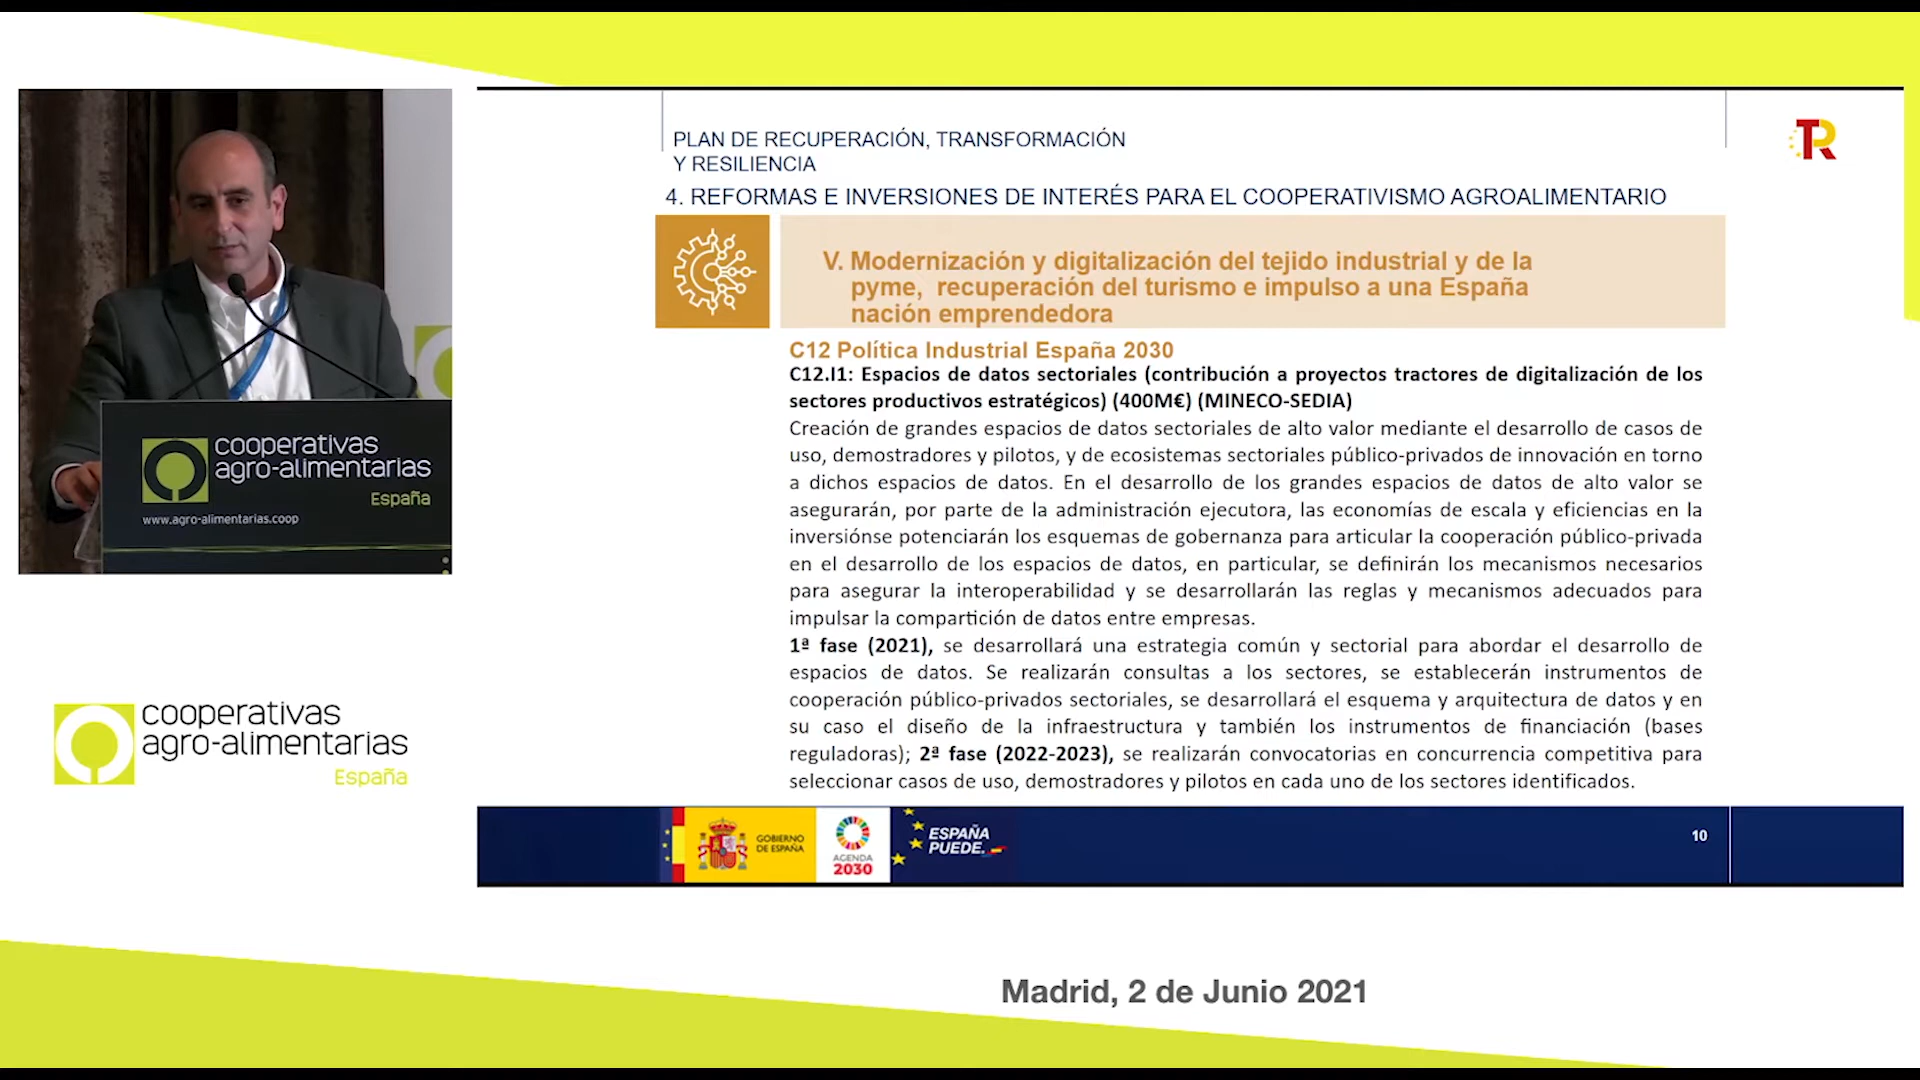 PLAN DE RECUPERACIÓN, TRANSFORMACIÓN
Y RESILIENCIA
TR
4. REFORMAS E INVERSIONES DE INTERÉS PARA EL COOPERATIVISMO AGROALIMENTARIO
V. Modernización y digitalización del tejido industrial y de la
pyme, recuperación del turismo e impulso a una España
nación emprendedora
C12 Política Industrial España 2030
C12.I1: Espacios de datos sectoriales (contribución a proyectos tractores de digitalización de los
sectores productivos estratégicos) (400M€) (MINECO-SEDIA)
Creación de grandes espacios de datos sectoriales de alto valor mediante el desarrollo de casos de
uso, demostradores y pilotos, y de ecosistemas sectoriales público-privados de innovación en torno
a dichos espacios de datos. En el desarrollo de los grandes espacios de datos de alto valor se
asegurarán, por parte de la administración ejecutora, las economías de escala y eficiencias en la
inversiónse potenciarán los esquemas de gobernanza para articular la cooperación público-privada
en el desarrollo de los espacios de datos, en particular, se definirán los mecanismos necesarios
para asegurar la interoperabilidad y se desarrollarán las reglas y mecanismos adecuados para
impulsar la compartición de datos entre empresas.
1ª fase (2021), se desarrollará una estrategia común y sectorial para abordar el desarrollo de
espacios de datos. Se realizarán consultas a los sectores, se establecerán instrumentos de
cooperación público-privados sectoriales, se desarrollará el esquema y arquitectura de datos y en
su caso el diseño de la infraestructura y también los instrumentos de financiación (bases
reguladoras); 2ª fase (2022-2023), se realizarán convocatorias en concurrencia competitiva para
seleccionar casos de uso, demostradores y pilotos en cada uno de los sectores identificados.
GOBIERNO
DE ESPAÑA
AGENDA
2030
ESPAÑA
PUEDE.
10
cooperativas
agro-alimentarias
España
www.agro-alimentarias.coop
cooperativas
agro-alimentarias
España
Madrid, 2 de Junio 2021